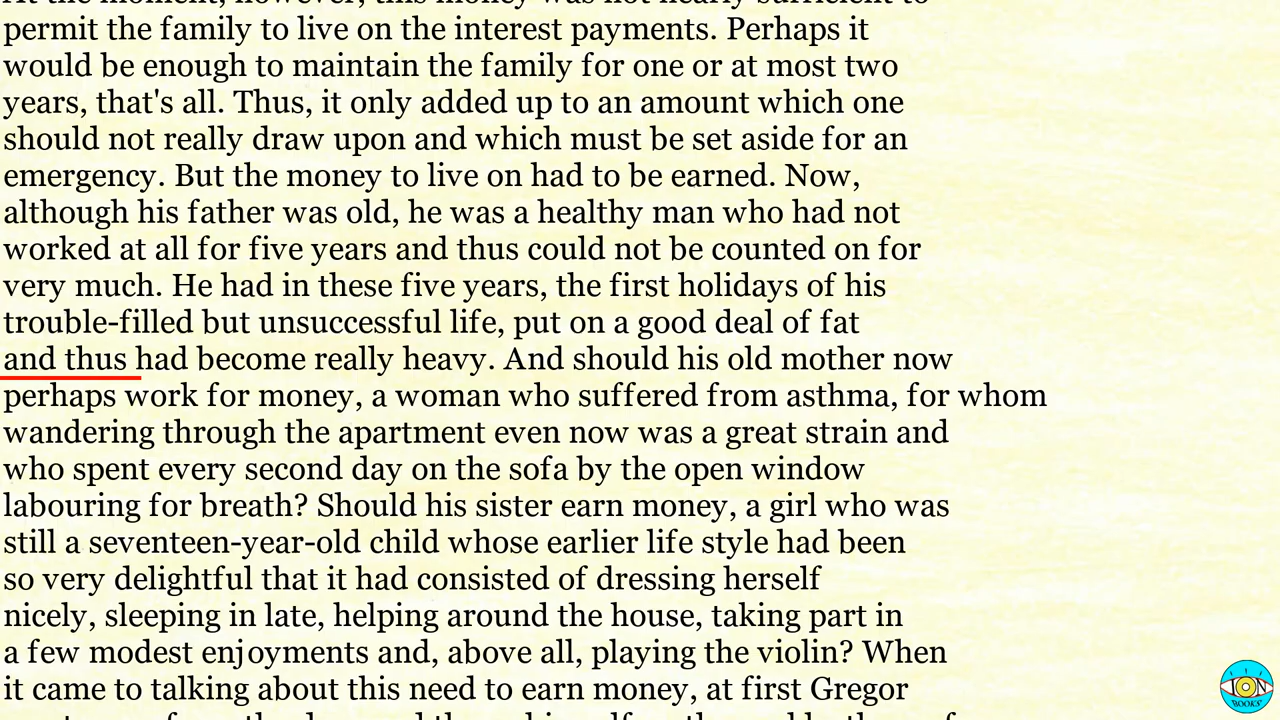 permit the family to live on the interest payments. Perhaps it
would be enough to maintain the family for one or at most two
years, that's all. Thus, it only added up to an amount which one
should not really draw upon and which must be set aside for an
emergency. But the money to live on had to be earned. Now,
although his father was old, he was a healthy man who had not
worked at all for five years and thus could not be counted on for
very much. He had in these five years, the first holidays of his
trouble-filled but unsuccessful life, put on a good deal of fat
and thus had become really heavy. And should his old mother now
perhaps work for money, a woman who suffered from asthma, for whom
wandering through the apartment even now was a great strain and
who spent every second day on the sofa by the open window
labouring for breath? Should his sister earn money, a girl who was
still a seventeen-year-old child whose earlier life style had been
so very delightful that it had consisted of dressing herself
nicely, sleeping in late, helping around the house, taking part in
a few modest enjoyments and, above all, playing the violin? When
it came to talking about this need to earn money, at first Gregor
ION
BOOKS